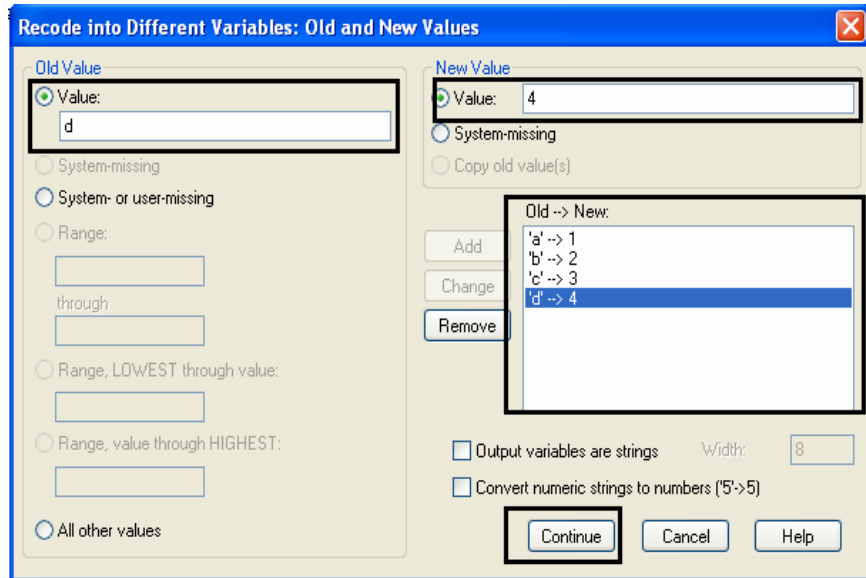 Recode into Different Variables: Old and New Values
Old Value
Value:
d
System-missing
System- or user-missing
Range:
through
Range, LOWEST through value:
Range, value through HIGHEST:
All other values
New Value
Value: 4
System-missing
Copy old value(s)
Old --> New:
'a' --> 1
'b' --> 2
'c' --> 3
'd' --> 4
Add
Change
Remove
Output variables are strings Width: 8
Convert numeric strings to numbers ('5'->5)
Continue Cancel Help